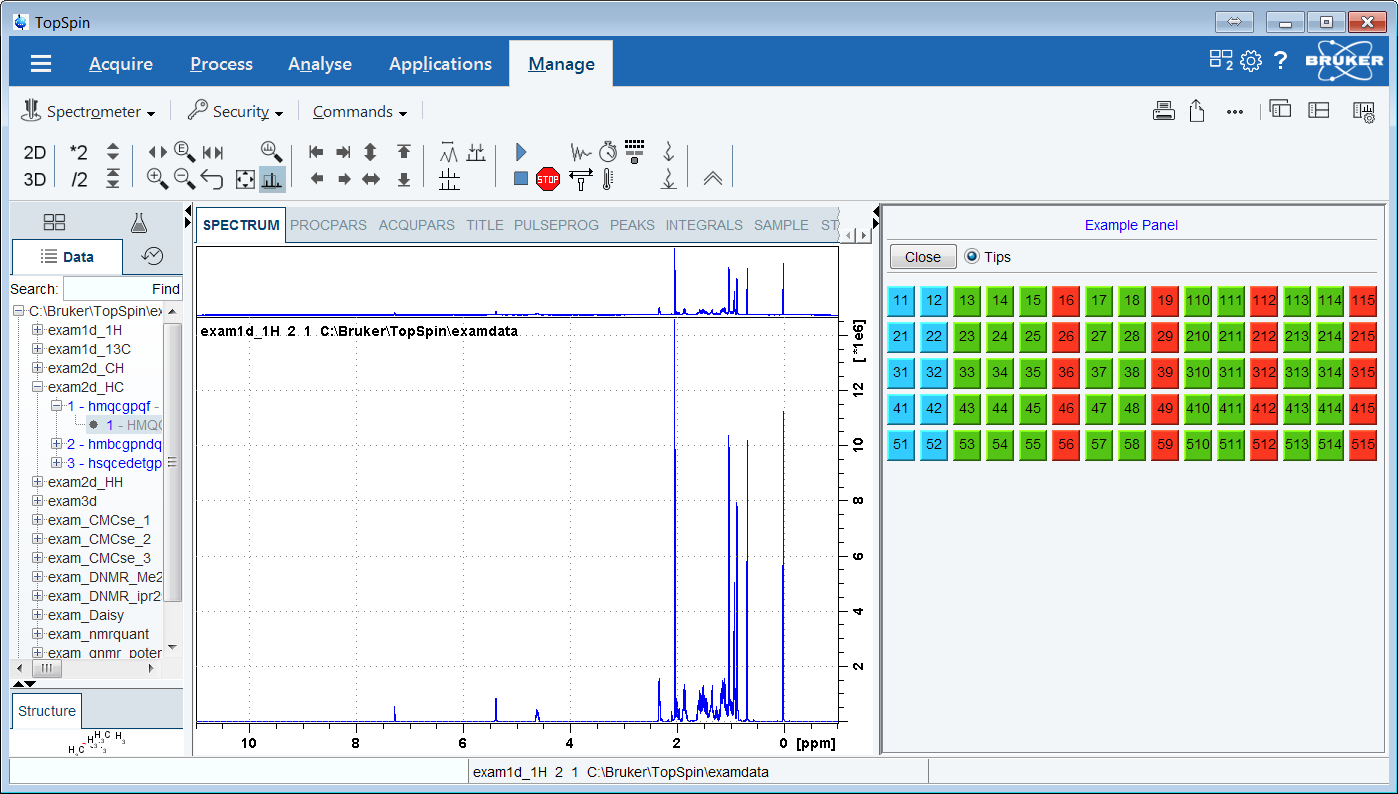 TopSpin
Acquire Process Analyse Applications Manage
2 ? BRUKER
Spectrometer Security Commands
2D *2
3D /2
STOP
Data
Search: Find
C:\Bruker\TopSpin\ex
exam1d_1H
exam1d_13C
exam2d_CH
exam2d_HC
1 - hmqcgpqf -
1 - HMQC
2 - hmbcgpndq
3 - hsqcedetgp
exam2d_HH
exam3d
exam_CMCse_1
exam_CMCse_2
exam_CMCse_3
exam_DNMR_Me2
exam_DNMR_ipr2
exam_Daisy
exam_nmrquant
exam_qnmr_poter
Structure
SPECTRUM PROCPARS ACQUPARS TITLE PULSEPROG PEAKS INTEGRALS SAMPLE ST
exam1d_1H 2 1 C:\Bruker\TopSpin\examdata
[ *1e6]
12
10
8
6
4
2
10 8 6 4 2 0 [ppm]
Example Panel
Close Tips
11 12 13 14 15 16 17 18 19 110 111 112 113 114 115
21 22 23 24 25 26 27 28 29 210 211 212 213 214 215
31 32 33 34 35 36 37 38 39 310 311 312 313 314 315
41 42 43 44 45 46 47 48 49 410 411 412 413 414 415
51 52 53 54 55 56 57 58 59 510 511 512 513 514 515
exam1d_1H 2 1 C:\Bruker\TopSpin\examdata